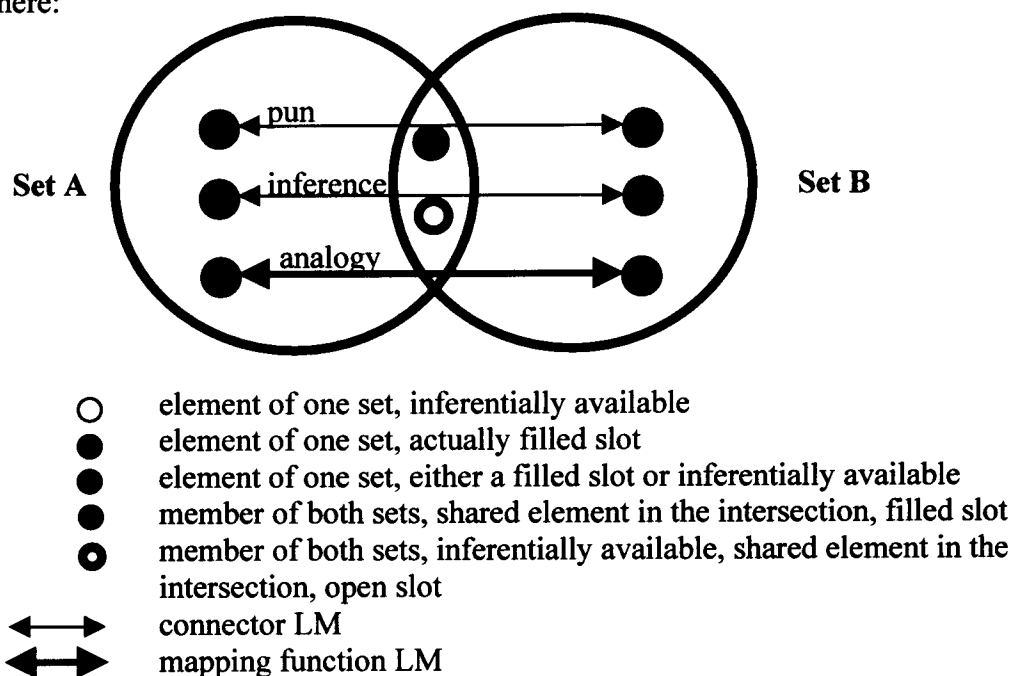 here:
pun
Set A
inference
Set B
analogy
element of one set, inferentially available
element of one set, actually filled slot
element of one set, either a filled slot or inferentially available
member of both sets, shared element in the intersection, filled slot
member of both sets, inferentially available, shared element in the
intersection, open slot
connector LM
mapping function LM